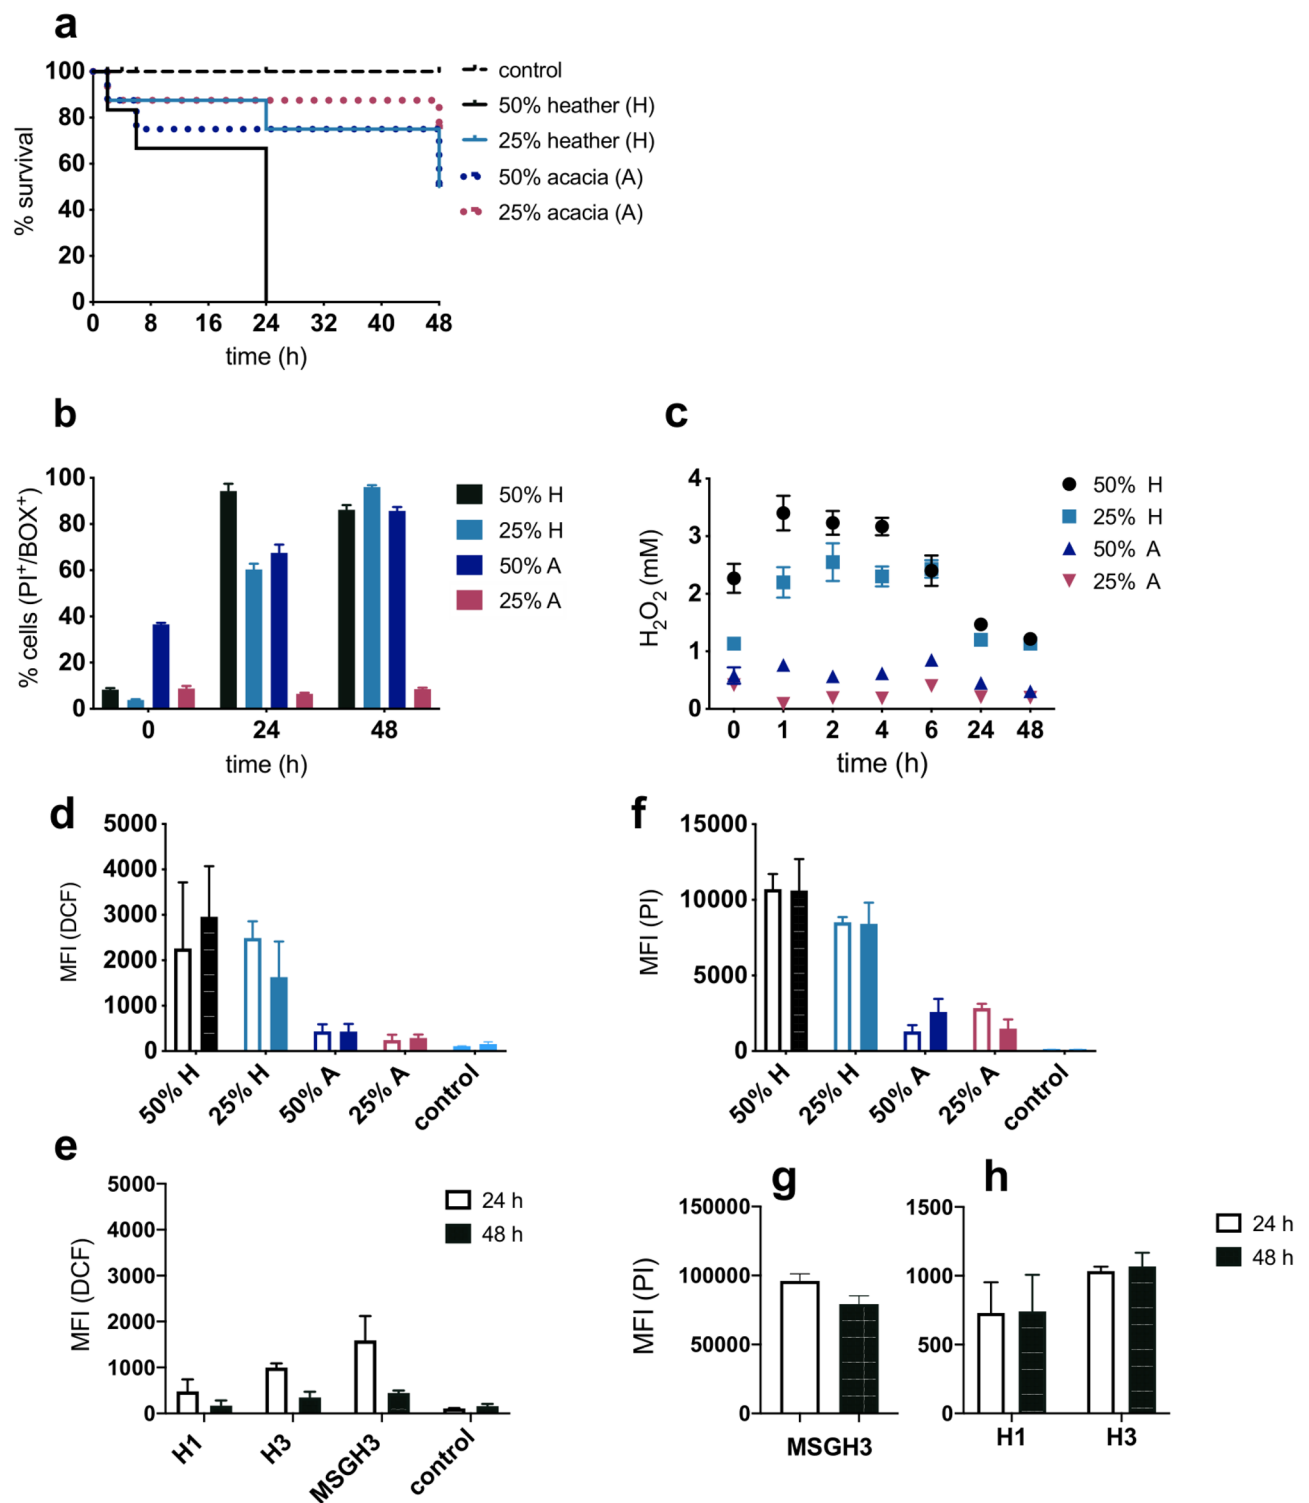 a
100
80
60
40
20
0
% survival
0 8 16 24 32 40 48
time (h)
control
50% heather (H)
25% heather (H)
50% acacia (A)
25% acacia (A)
b
100
80
60
40
20
0
% cells (PI⁺/BOX⁺)
0 24 48
time (h)
50% H
25% H
50% A
25% A
c
4
3
2
1
0
H₂O₂ (mM)
0 1 2 4 6 24 48
time (h)
50% H
25% H
50% A
25% A
d
5000
4000
3000
2000
1000
0
MFI (DCF)
50% H
25% H
50% A
25% A
control
f
15000
10000
5000
0
MFI (PI)
50% H
25% H
50% A
25% A
control
e
5000
4000
3000
2000
1000
0
MFI (DCF)
H1
H3
MSGH3
control
24 h
48 h
g
150000
100000
50000
0
MFI (PI)
MSGH3
h
1500
1000
500
0
H1 H3
24 h
48 h